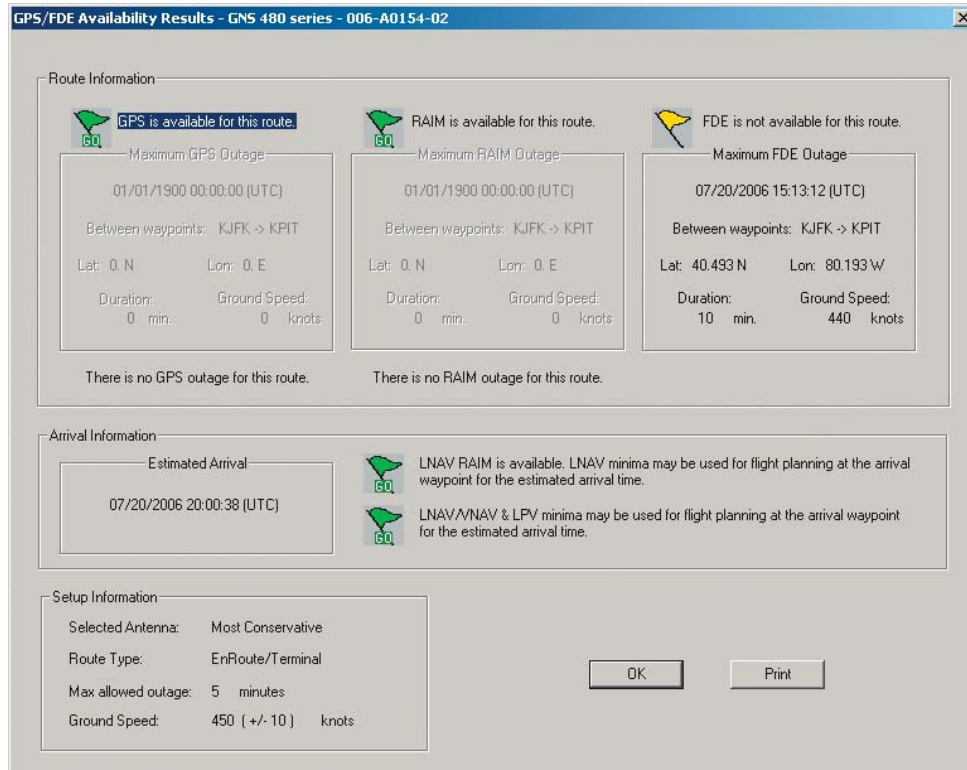 GPS/FDE Availability Results - GNS 480 series - 006-A0154-02
Route Information
GPS is available for this route.
GO
Maximum GPS Outage
01/01/1900 00:00:00 (UTC)
Between waypoints: KJFK -> KPIT
Lat: 0. N Lon: 0. E
Duration: Ground Speed:
0 min. 0 knots
There is no GPS outage for this route.
RAIM is available for this route.
GO
Maximum RAIM Outage
01/01/1900 00:00:00 (UTC)
Between waypoints: KJFK -> KPIT
Lat: 0. N Lon: 0. E
Duration: Ground Speed:
0 min. 0 knots
There is no RAIM outage for this route.
FDE is not available for this route.
Maximum FDE Outage
07/20/2006 15:13:12 (UTC)
Between waypoints: KJFK -> KPIT
Lat: 40.493 N Lon: 80.193 W
Duration: Ground Speed:
10 min. 440 knots
Arrival Information
Estimated Arrival
07/20/2006 20:00:38 (UTC)
GO
LNAV RAIM is available. LNAV minima may be used for flight planning at the arrival
waypoint for the estimated arrival time.
GO
LNAV/VNAV & LPV minima may be used for flight planning at the arrival waypoint
for the estimated arrival time.
Setup Information
Selected Antenna: Most Conservative
Route Type: EnRoute/Terminal
Max allowed outage: 5 minutes
Ground Speed: 450 ( +/- 10 ) knots
OK
Print